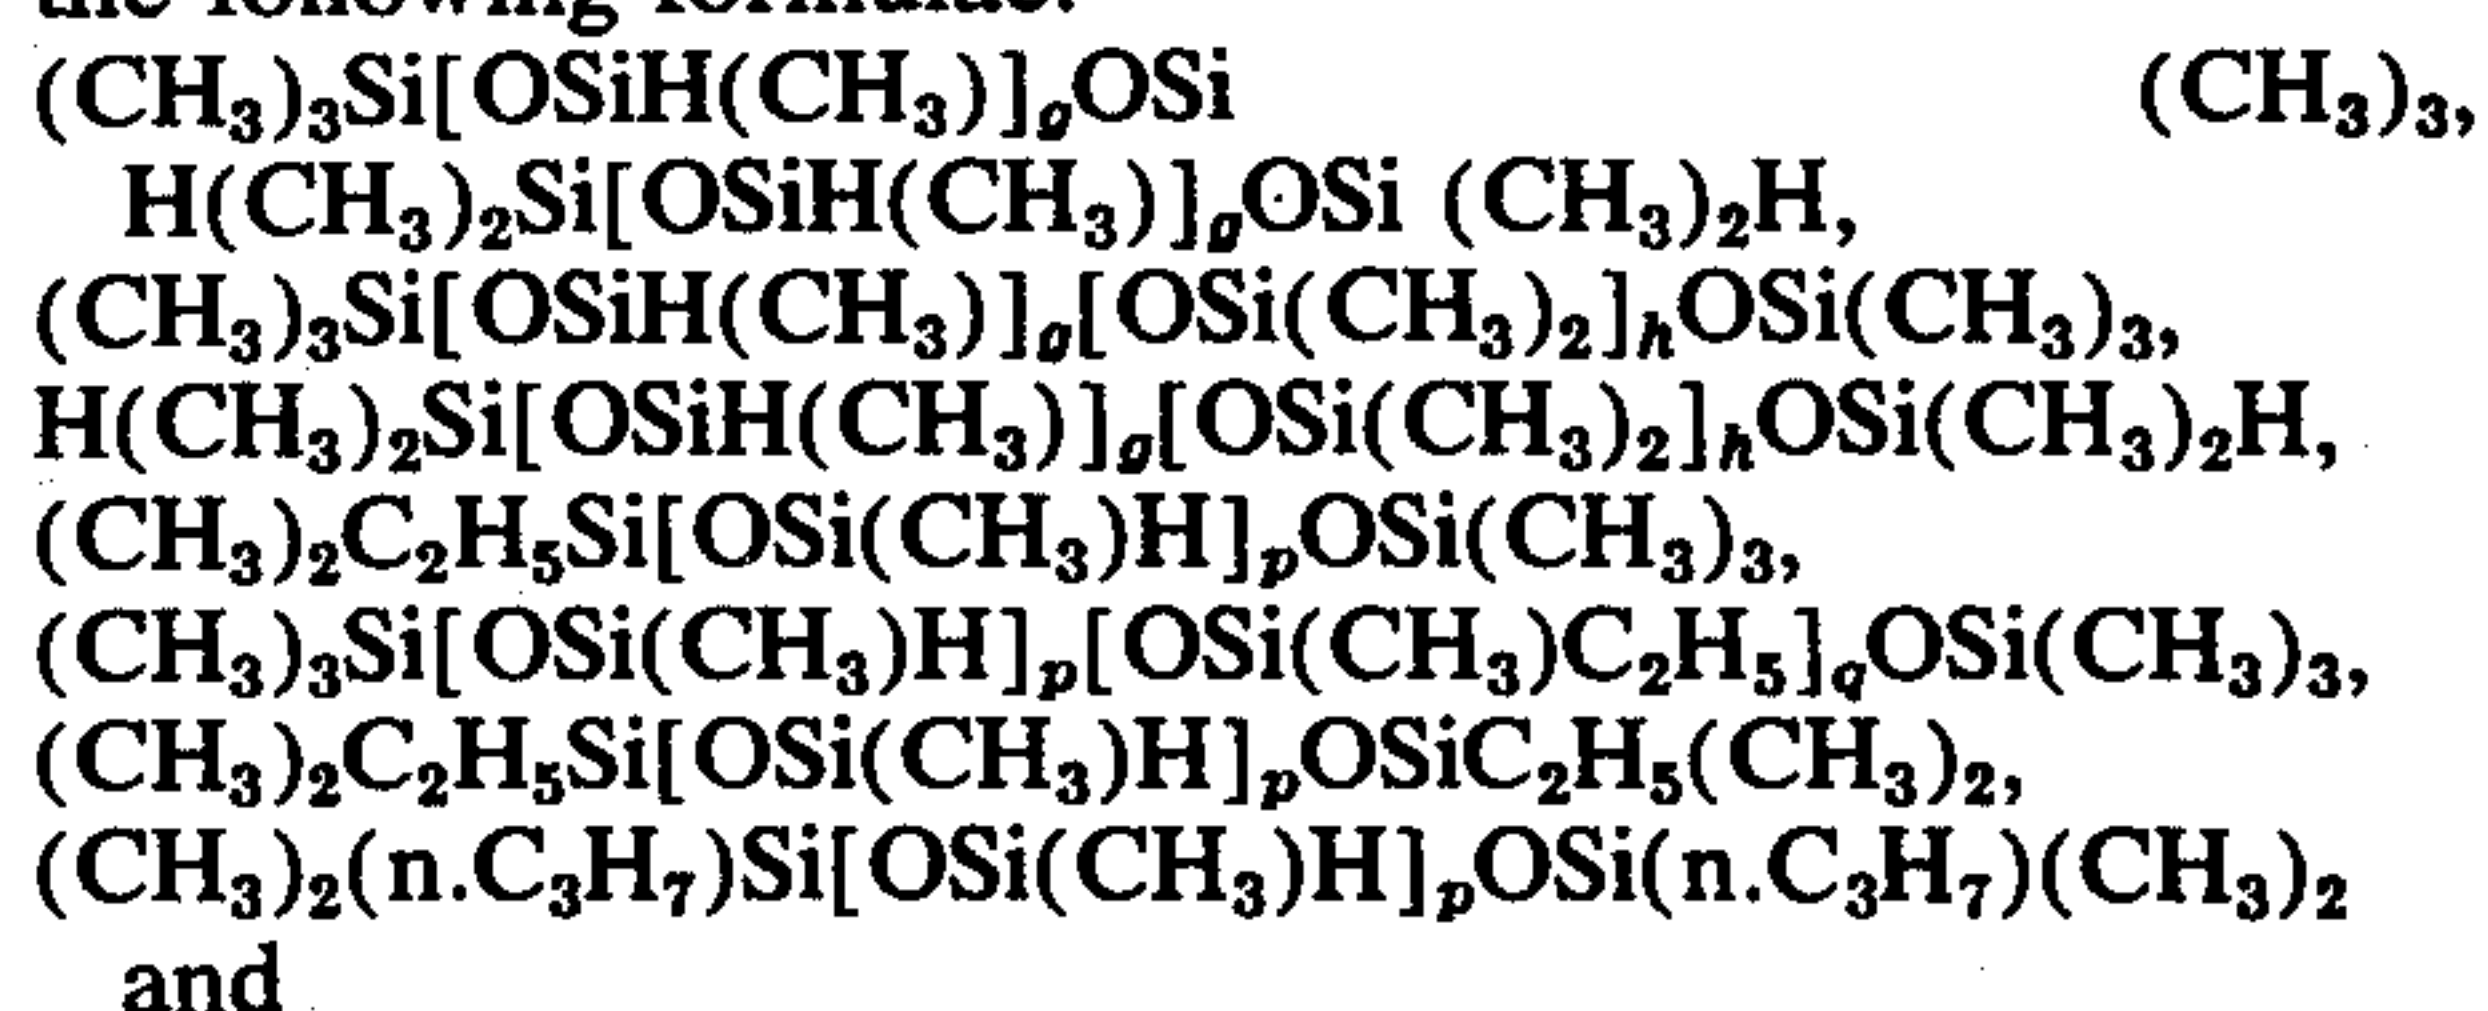 the following formulae:
(CH₃)₃Si[OSiH(CH₃)]gOSi (CH₃)₃,
H(CH₃)₂Si[OSiH(CH₃)]gOSi (CH₃)₂H,
(CH₃)₃Si[OSiH(CH₃)]g[OSi(CH₃)₂]hOSi(CH₃)₃,
H(CH₃)₂Si[OSiH(CH₃)]g[OSi(CH₃)₂]hOSi(CH₃)₂H,
(CH₃)₂C₂H₅Si[OSi(CH₃)H]pOSi(CH₃)₃,
(CH₃)₃Si[OSi(CH₃)H]p[OSi(CH₃)C₂H₅]qOSi(CH₃)₃,
(CH₃)₂C₂H₅Si[OSi(CH₃)H]pOSiC₂H₅(CH₃)₂,
(CH₃)₂(n.C₃H₇)Si[OSi(CH₃)H]pOSi(n.C₃H₇)(CH₃)₂
and